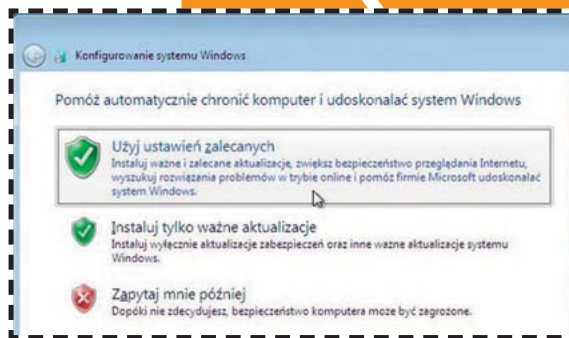 Konfigurowanie systemu Windows
Pomóż automatycznie chronić komputer i udoskonalać system Windows
Użyj ustawień zalecanych
Instaluj ważne i zalecane aktualizacje, zwiększ bezpieczeństwo przeglądania Internetu,
wyszukuj rozwiązania problemów w trybie online i pomóż firmie Microsoft udoskonalać
system Windows.
Instaluj tylko ważne aktualizacje
Instaluj wyłącznie aktualizacje zabezpieczeń oraz inne ważne aktualizacje systemu
Windows.
Zapytaj mnie później
Dopóki nie zdecydujesz, bezpieczeństwo komputera może być zagrożone.